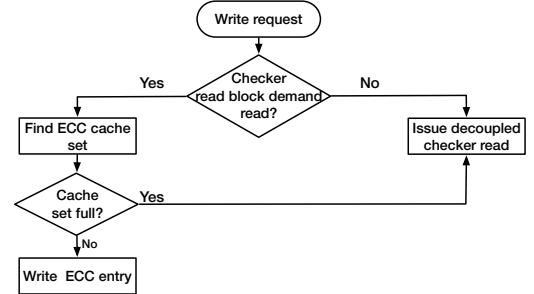 Write request
Checker
read block demand
read?
Yes
No
Find ECC cache
set
Issue decoupled
checker read
Cache
set full?
Yes
No
Write ECC entry